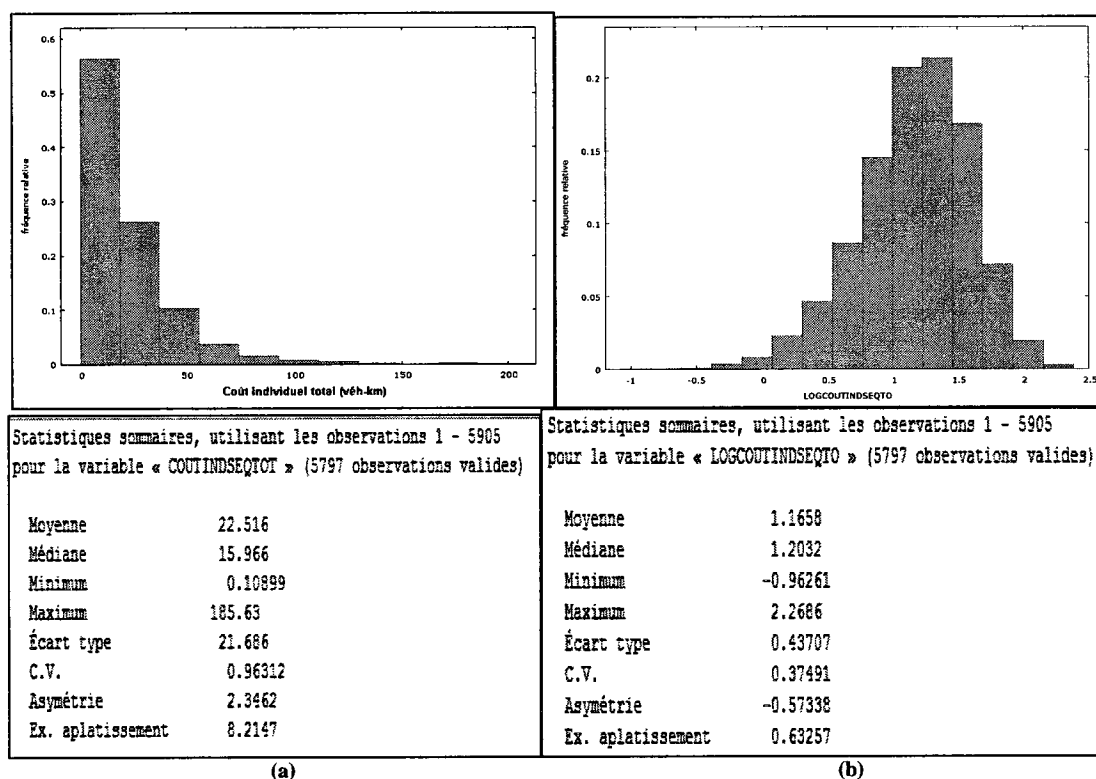 0.6
0.5
0.4
0.3
0.2
0.1
0
fréquence relative
0 50 100 150 200
Coût individuel total (véh-km)
0.2
0.15
0.1
0.05
0
fréquence relative
-1 -0.5 0 0.5 1 1.5 2 2.5
LOGCOUTINDSEQTO
Statistiques sommaires, utilisant les observations 1 - 5905
pour la variable « COUTINDSEQTOT » (5797 observations valides)
Moyenne 22.516
Médiane 15.966
Minimum 0.10899
Maximum 185.63
Écart type 21.686
C.V. 0.96312
Asymétrie 2.3462
Ex. aplatissement 8.2147
(a)
Statistiques sommaires, utilisant les observations 1 - 5905
pour la variable « LOGCOUTINDSEQTO » (5797 observations valides)
Moyenne 1.1658
Médiane 1.2032
Minimum -0.96261
Maximum 2.2686
Écart type 0.43707
C.V. 0.37491
Asymétrie -0.57338
Ex. aplatissement 0.63257
(b)